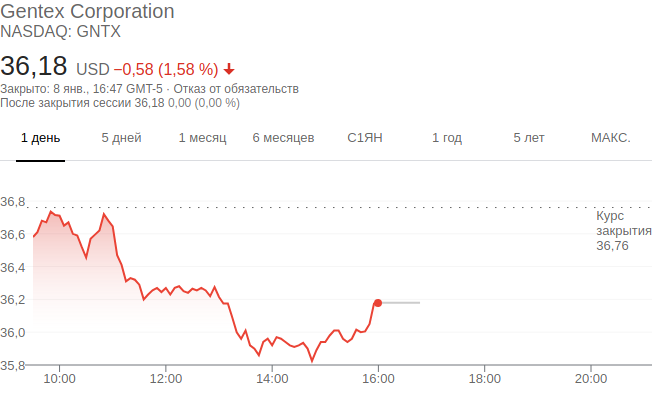 Gentex Corporation
NASDAQ: GNTX
36,18 USD −0,58 (1,58 %)
Закрыто: 8 янв., 16:47 GMT-5 · Отказ от обязательств
После закрытия сессии 36,18 0,00 (0,00 %)
1 день 5 дней 1 месяц 6 месяцев С1ЯН 1 год 5 лет МАКС.
36,8
Курс
закрытия
36,76
36,6
36,4
36,2
36,0
35,8
10:00 12:00 14:00 16:00 18:00 20:00